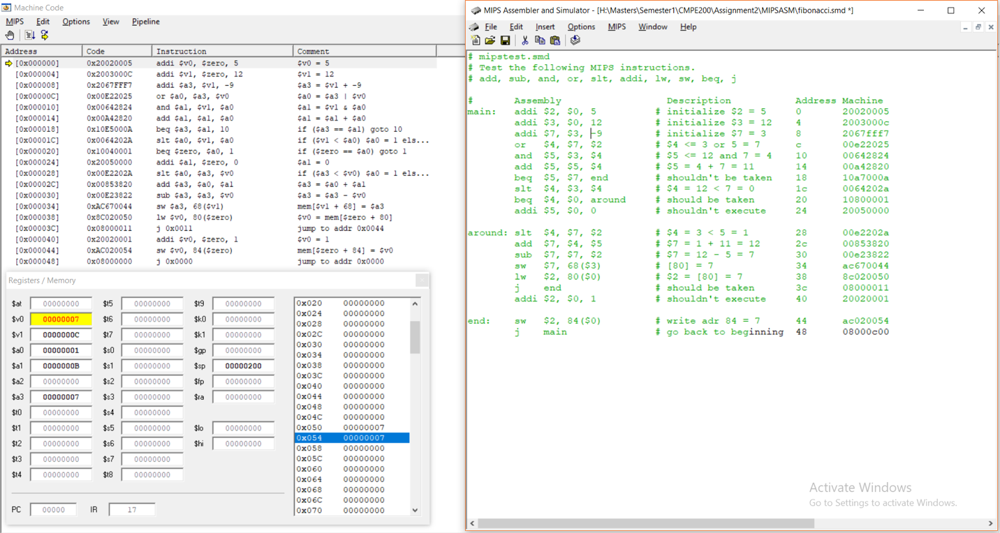 Machine Code
MIPS Edit Options View Pipeline
Address Code Instruction Comment
[0x000000] 0x20020005 addi $v0, $zero, 5 $v0 = 5
[0x000004] 0x2003000C addi $v1, $zero, 12 $v1 = 12
[0x000008] 0x2067FFF7 addi $a3, $v1, -9 $a3 = $v1 + -9
[0x00000C] 0x00E22025 or $a0, $a3, $v0 $a0 = $a3 | $v0
[0x000010] 0x00642824 and $a1, $v1, $a0 $a1 = $v1 & $a0
[0x000014] 0x00A42820 add $a1, $a1, $a0 $a1 = $a1 + $a0
[0x000018] 0x10E5000A beq $a3, $a1, 10 if ($a3 == $a1) goto 10
[0x00001C] 0x0064202A slt $a0, $v1, $a0 if ($v1 < $a0) $a0 = 1 els...
[0x000020] 0x10040001 beq $zero, $a0, 1 if ($zero == $a0) goto 1
[0x000024] 0x20050000 addi $a1, $zero, 0 $a1 = 0
[0x000028] 0x00E2202A slt $a0, $a3, $v0 if ($a3 < $v0) $a0 = 1 els...
[0x00002C] 0x00853820 add $a3, $a0, $a1 $a3 = $a0 + $a1
[0x000030] 0x00E23822 sub $a3, $a3, $v0 $a3 = $a3 - $v0
[0x000034] 0xAC670044 sw $a3, 68($v1) mem[$v1 + 68] = $a3
[0x000038] 0x8C020050 lw $v0, 80($zero) $v0 = mem[$zero + 80]
[0x00003C] 0x08000011 j 0x0011 jump to addr 0x0044
[0x000040] 0x20020001 addi $v0, $zero, 1 $v0 = 1
[0x000044] 0xAC020054 sw $v0, 84($zero) mem[$zero + 84] = $v0
[0x000048] 0x08000000 j 0x0000 jump to addr 0x0000
Registers / Memory
$at 00000000 $t5 00000000 $t9 00000000
$v0 00000007 $t6 00000000 $k0 00000000
$v1 0000000C $t7 00000000 $k1 00000000
$a0 00000001 $s0 00000000 $gp 00000000
$a1 0000000B $s1 00000000 $sp 00000200
$a2 00000000 $s2 00000000 $fp 00000000
$a3 00000007 $s3 00000000 $ra 00000000
$t0 00000000 $s4 00000000
$t1 00000000 $s5 00000000 $lo 00000000
$t2 00000000 $s6 00000000 $hi 00000000
$t3 00000000 $s7 00000000
$t4 00000000 $t8 00000000
PC 00000 IR 17
0x020 00000000
0x024 00000000
0x028 00000000
0x02C 00000000
0x030 00000000
0x034 00000000
0x038 00000000
0x03C 00000000
0x040 00000000
0x044 00000000
0x048 00000000
0x04C 00000000
0x050 00000007
0x054 00000007
0x058 00000000
0x05C 00000000
0x060 00000000
0x064 00000000
0x068 00000000
0x06C 00000000
0x070 00000000
MIPS Assembler and Simulator - [H:\Masters\Semester1\CMPE200\Assignment2\MIPSASM\fibonacci.smd *]
File Edit Insert Options MIPS Window Help
# mipstest.smd
# Test the following MIPS instructions.
# add, sub, and, or, slt, addi, lw, sw, beq, j
# Assembly Description Address Machine
main: addi $2, $0, 5 # initialize $2 = 5 0 20020005
addi $3, $0, 12 # initialize $3 = 12 4 2003000c
addi $7, $3, -9 # initialize $7 = 3 8 2067fff7
or $4, $7, $2 # $4 <= 3 or 5 = 7 c 00e22025
and $5, $3, $4 # $5 <= 12 and 7 = 4 10 00642824
add $5, $5, $4 # $5 = 4 + 7 = 11 14 00a42820
beq $5, $7, end # shouldn't be taken 18 10a7000a
slt $4, $3, $4 # $4 = 12 < 7 = 0 1c 0064202a
beq $4, $0, around # should be taken 20 10800001
addi $5, $0, 0 # shouldn't execute 24 20050000
around: slt $4, $7, $2 # $4 = 3 < 5 = 1 28 00e2202a
add $7, $4, $5 # $7 = 1 + 11 = 12 2c 00853820
sub $7, $7, $2 # $7 = 12 - 5 = 7 30 00e23822
sw $7, 68($3) # [80] = 7 34 ac670044
lw $2, 80($0) # $2 = [80] = 7 38 8c020050
j end # should be taken 3c 08000011
addi $2, $0, 1 # shouldn't execute 40 20020001
end: sw $2, 84($0) # write adr 84 = 7 44 ac020054
j main # go back to beginning 48 08000c00
Activate Windows
Go to Settings to activate Windows.